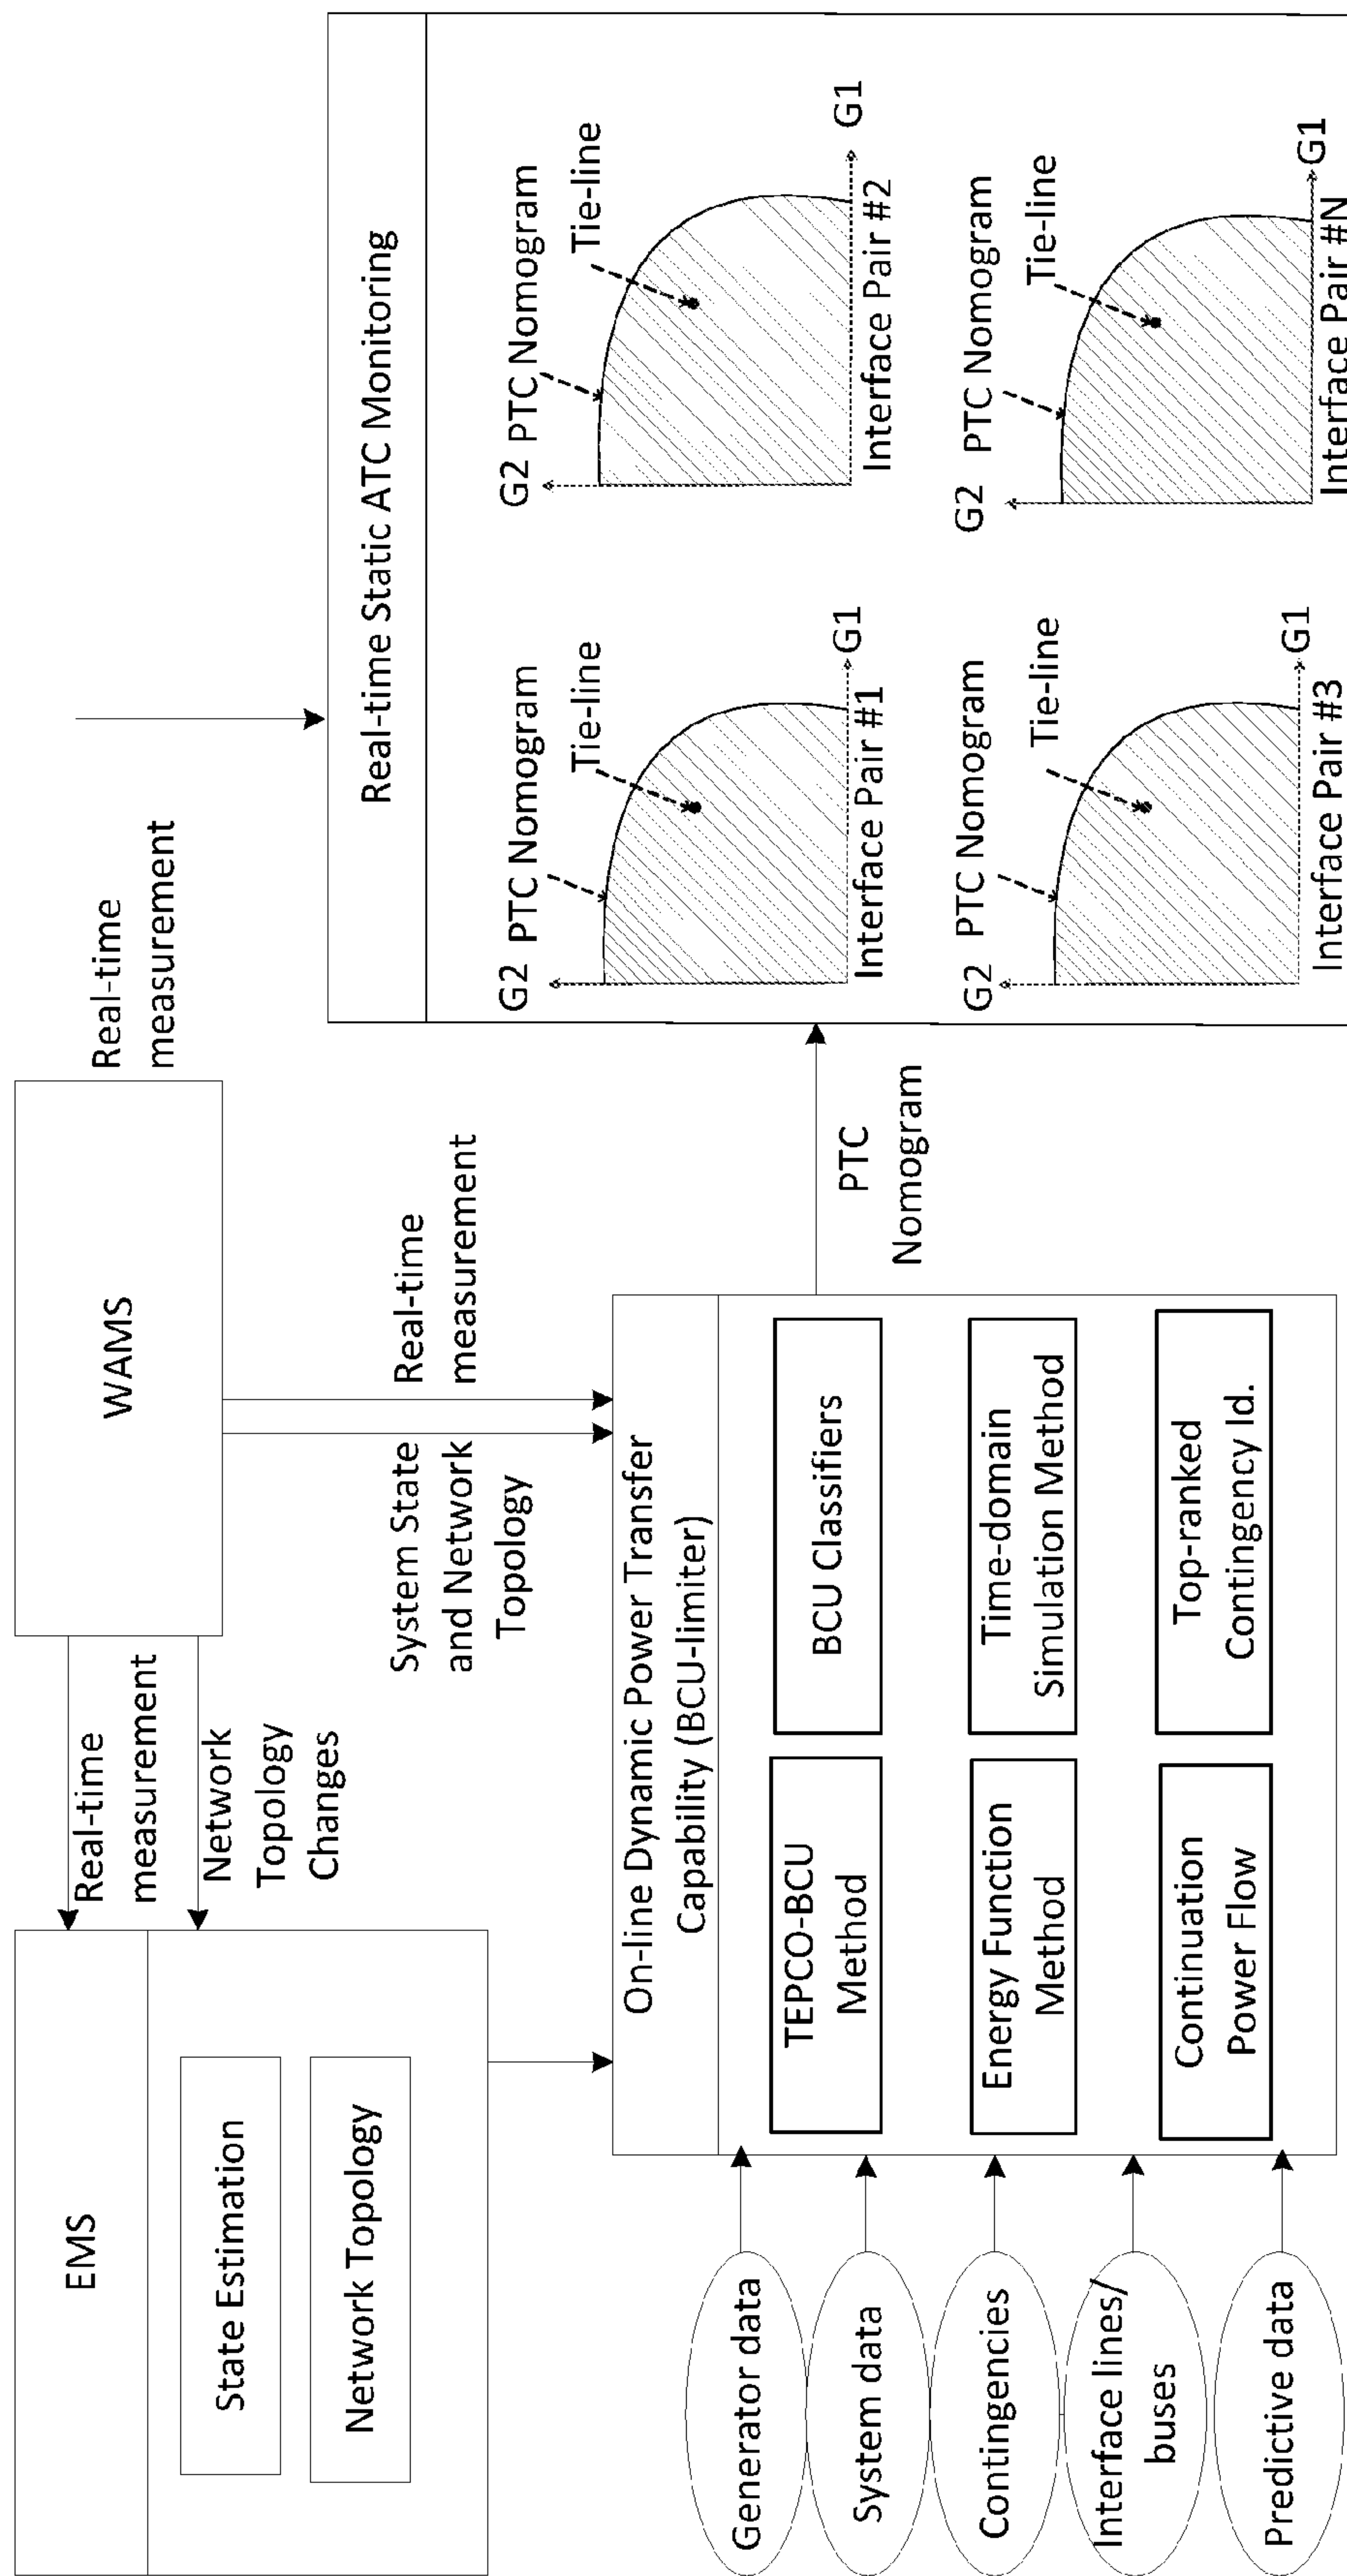 EMS
State Estimation
Network Topology
Real-time
measurement
Network
Topology
Changes
WAMS
Real-time
measurement
System State
and Network
Topology
Real-time
measurement
Generator data
System data
Contingencies
Interface lines/
buses
Predictive data
On-line Dynamic Power Transfer
Capability (BCU-limiter)
TEPCO-BCU
Method
BCU Classifiers
Energy Function
Method
Time-domain
Simulation Method
Continuation
Power Flow
Top-ranked
Contingency Id.
PTC
Nomogram
Real-time Static ATC Monitoring
G2
PTC Nomogram
Tie-line
G1
Interface Pair #1
G2
PTC Nomogram
Tie-line
G1
Interface Pair #2
G2
PTC Nomogram
Tie-line
G1
Interface Pair #3
G2
PTC Nomogram
Tie-line
G1
Interface Pair #N